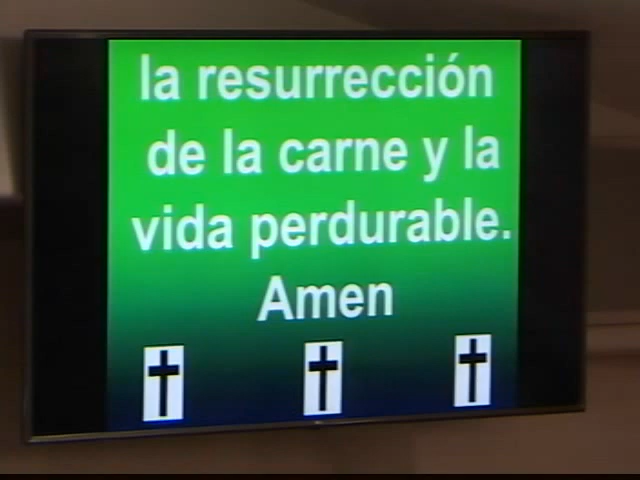 la resurrección
de la carne y la
vida perdurable.
Amen